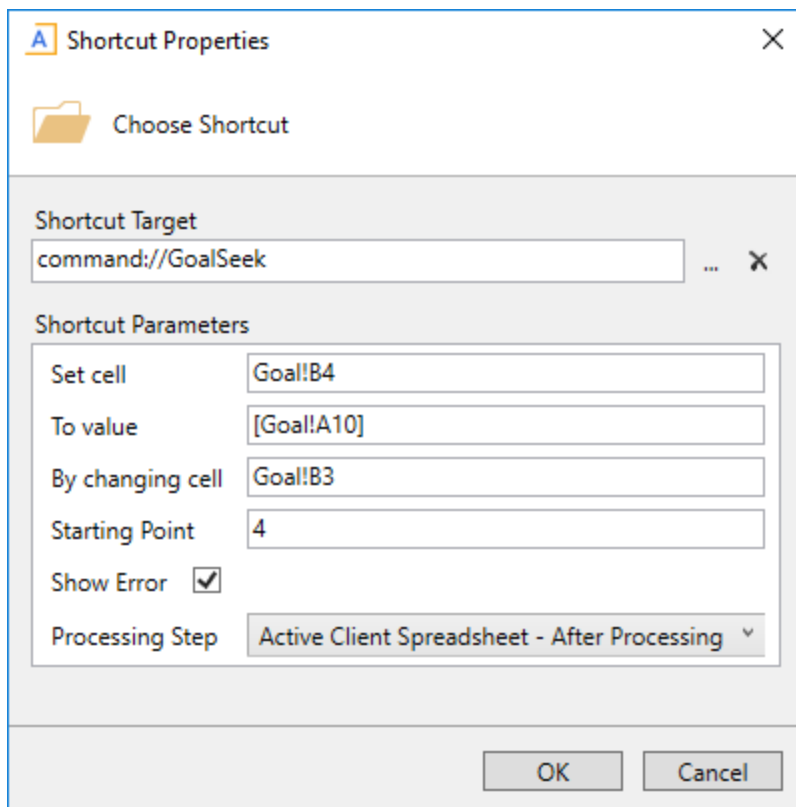 A Shortcut Properties
Choose Shortcut
Shortcut Target
command://GoalSeek
...
Shortcut Parameters
Set cell Goal!B4
To value [Goal!A10]
By changing cell Goal!B3
Starting Point 4
Show Error
Processing Step Active Client Spreadsheet - After Processing
OK Cancel